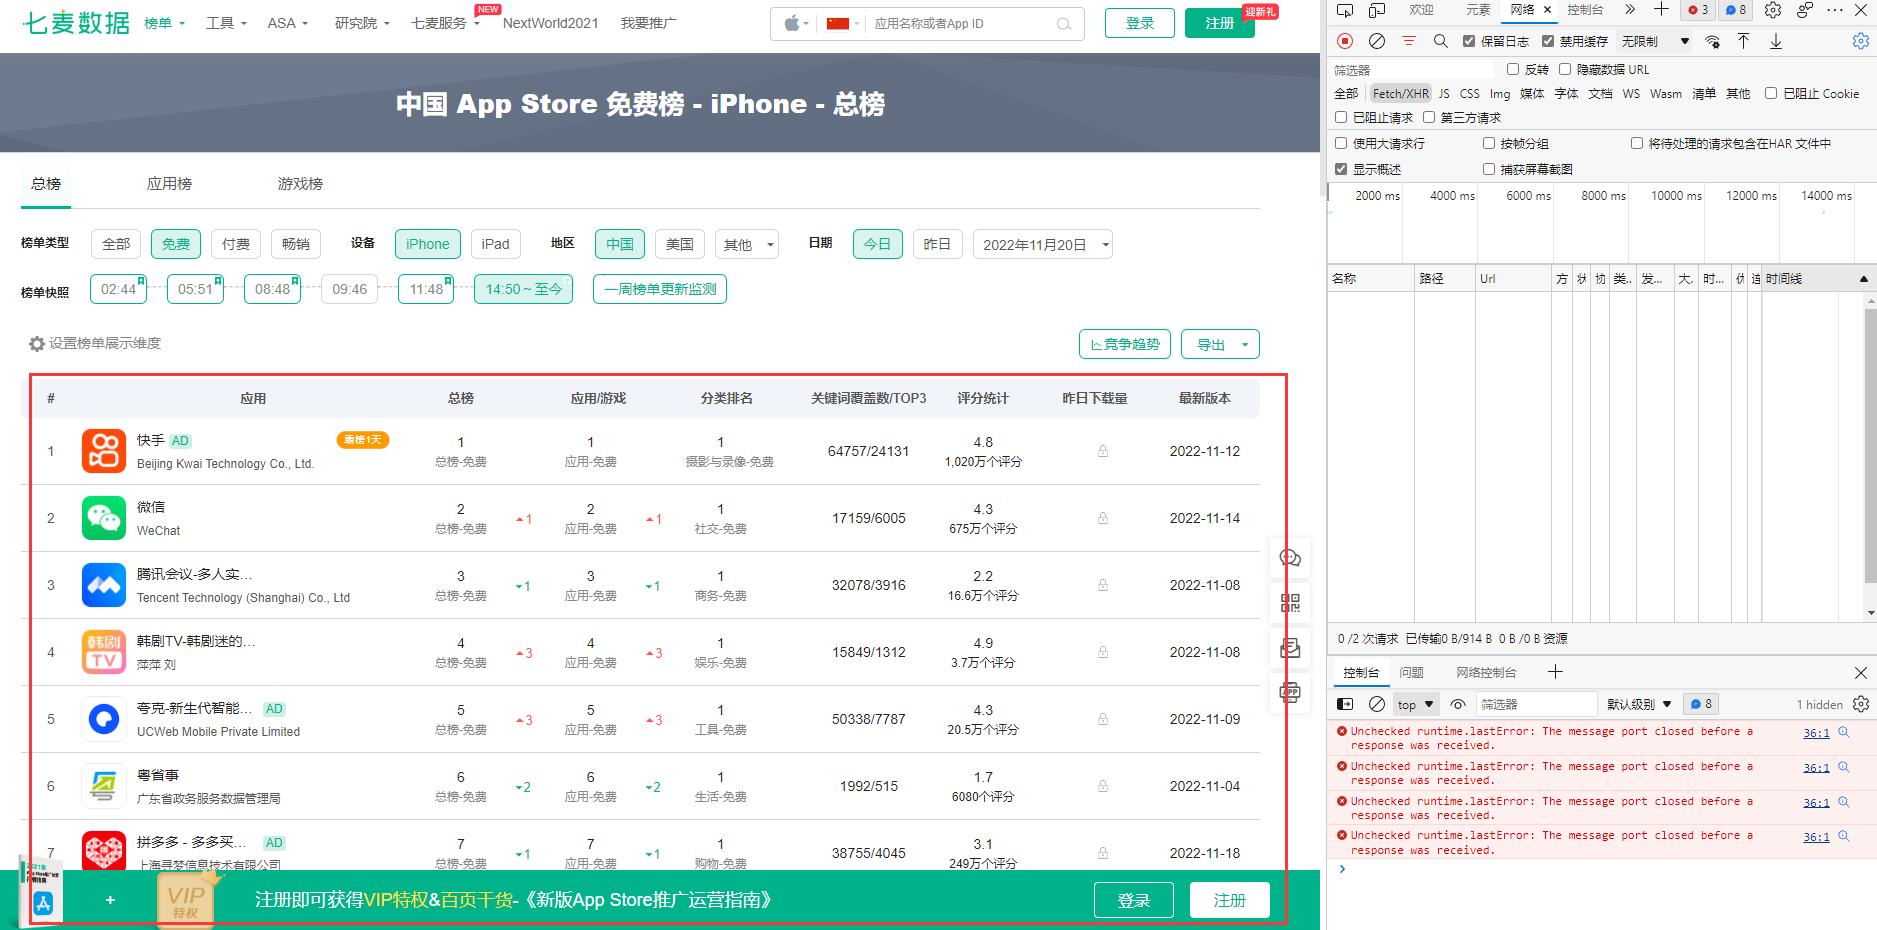 七麦数据 榜单 工具 ASA 研究院 七麦服务 NEW NextWorld2021 我要推广 应用名称或者App ID 登录 注册 迎新礼
中国 App Store 免费榜 - iPhone - 总榜
总榜 应用榜 游戏榜
榜单类型 全部 免费 付费 畅销 设备 iPhone iPad 地区 中国 美国 其他 日期 今日 昨日 2022年11月20日
榜单快照 02:44 05:51 08:48 09:46 11:48 14:50 ~ 至今 一周榜单更新监测
设置榜单展示维度 竞争趋势 导出
# 应用 总榜 应用/游戏 分类排名 关键词覆盖数/TOP3 评分统计 昨日下载量 最新版本
1 快手 AD 霸榜1天 1 1 1 64757/24131 4.8 2022-11-12
Beijing Kwai Technology Co., Ltd. 总榜-免费 应用-免费 摄影与录像-免费 1,020万个评分
2 微信 2 1 2 1 1 17159/6005 4.3 2022-11-14
WeChat 总榜-免费 应用-免费 社交-免费 675万个评分
3 腾讯会议-多人实... 3 1 3 1 1 32078/3916 2.2 2022-11-08
Tencent Technology (Shanghai) Co., Ltd 总榜-免费 应用-免费 商务-免费 16.6万个评分
韩剧 TV
4 韩剧TV-韩剧迷的... 4 3 4 3 1 15849/1312 4.9 2022-11-08
萍萍 刘 总榜-免费 应用-免费 娱乐-免费 3.7万个评分
5 夸克-新生代智能... AD 5 3 5 3 1 50338/7787 4.3 2022-11-09
UCWeb Mobile Private Limited 总榜-免费 应用-免费 工具-免费 20.5万个评分
6 粤省事 6 2 6 2 1 1992/515 1.7 2022-11-04
广东省政务服务数据管理局 总榜-免费 应用-免费 生活-免费 6080个评分
7 拼多多 - 多多买... AD 7 1 7 1 1 38755/4045 3.1 2022-11-18
上海寻梦信息技术有限公司 总榜-免费 应用-免费 购物-免费 249万个评分
APP
+ VIP 特权 注册即可获得VIP特权&百页干货-《新版App Store推广运营指南》 登录 注册
欢迎 元素 网络 控制台 3 8
保留日志 禁用缓存 无限制
筛选器 反转 隐藏数据 URL
全部 Fetch/XHR JS CSS Img 媒体 字体 文档 WS Wasm 清单 其他 已阻止 Cookie
已阻止请求 第三方请求
使用大请求行 按帧分组 将待处理的请求包含在HAR 文件中
显示概述 捕获屏幕截图
2000 ms 4000 ms 6000 ms 8000 ms 10000 ms 12000 ms 14000 ms
名称 路径 Url 方 状 协 类.. 发... 大. 时... 优 连 时间线
0 /2 次请求 已传输0 B/914 B 0 B /0 B 资源
控制台 问题 网络控制台
top 筛选器 默认级别 8 1 hidden
Unchecked runtime.lastError: The message port closed before a 36:1
response was received.
Unchecked runtime.lastError: The message port closed before a 36:1
response was received.
Unchecked runtime.lastError: The message port closed before a 36:1
response was received.
Unchecked runtime.lastError: The message port closed before a 36:1
response was received.